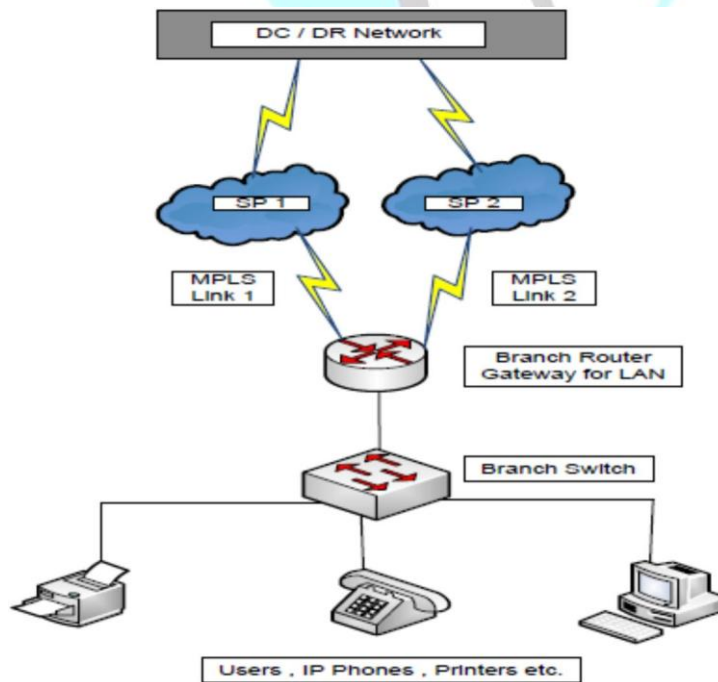 DC / DR Network
SP 1
SP 2
MPLS
Link 1
MPLS
Link 2
Branch Router
Gateway for LAN
Branch Switch
Users , IP Phones , Printers etc.